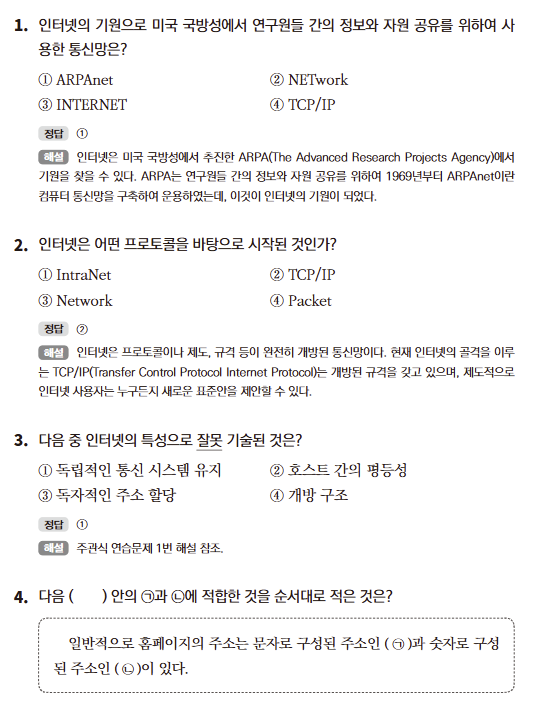 1. 인터넷의 기원으로 미국 국방성에서 연구원들 간의 정보와 자원 공유를 위하여 사
용한 통신망은?
① ARPAnet ② NETwork
③ INTERNET ④ TCP/IP
정답 ①
해설 인터넷은 미국 국방성에서 추진한 ARPA(The Advanced Research Projects Agency)에서
기원을 찾을 수 있다. ARPA는 연구원들 간의 정보와 자원 공유를 위하여 1969년부터 ARPAnet이란
컴퓨터 통신망을 구축하여 운용하였는데, 이것이 인터넷의 기원이 되었다.
2. 인터넷은 어떤 프로토콜을 바탕으로 시작된 것인가?
① IntraNet ② TCP/IP
③ Network ④ Packet
정답 ②
해설 인터넷은 프로토콜이나 제도, 규격 등이 완전히 개방된 통신망이다. 현재 인터넷의 골격을 이루
는 TCP/IP(Transfer Control Protocol Internet Protocol)는 개방된 규격을 갖고 있으며, 제도적으로
인터넷 사용자는 누구든지 새로운 표준안을 제안할 수 있다.
3. 다음 중 인터넷의 특성으로 잘못 기술된 것은?
① 독립적인 통신 시스템 유지 ② 호스트 간의 평등성
③ 독자적인 주소 할당 ④ 개방 구조
정답 ①
해설 주관식 연습문제 1번 해설 참조.
4. 다음 ( ) 안의 ㉠과 ㉡에 적합한 것을 순서대로 적은 것은?
일반적으로 홈페이지의 주소는 문자로 구성된 주소인 ( ㉠ )과 숫자로 구성
된 주소인 ( ㉡ )이 있다.